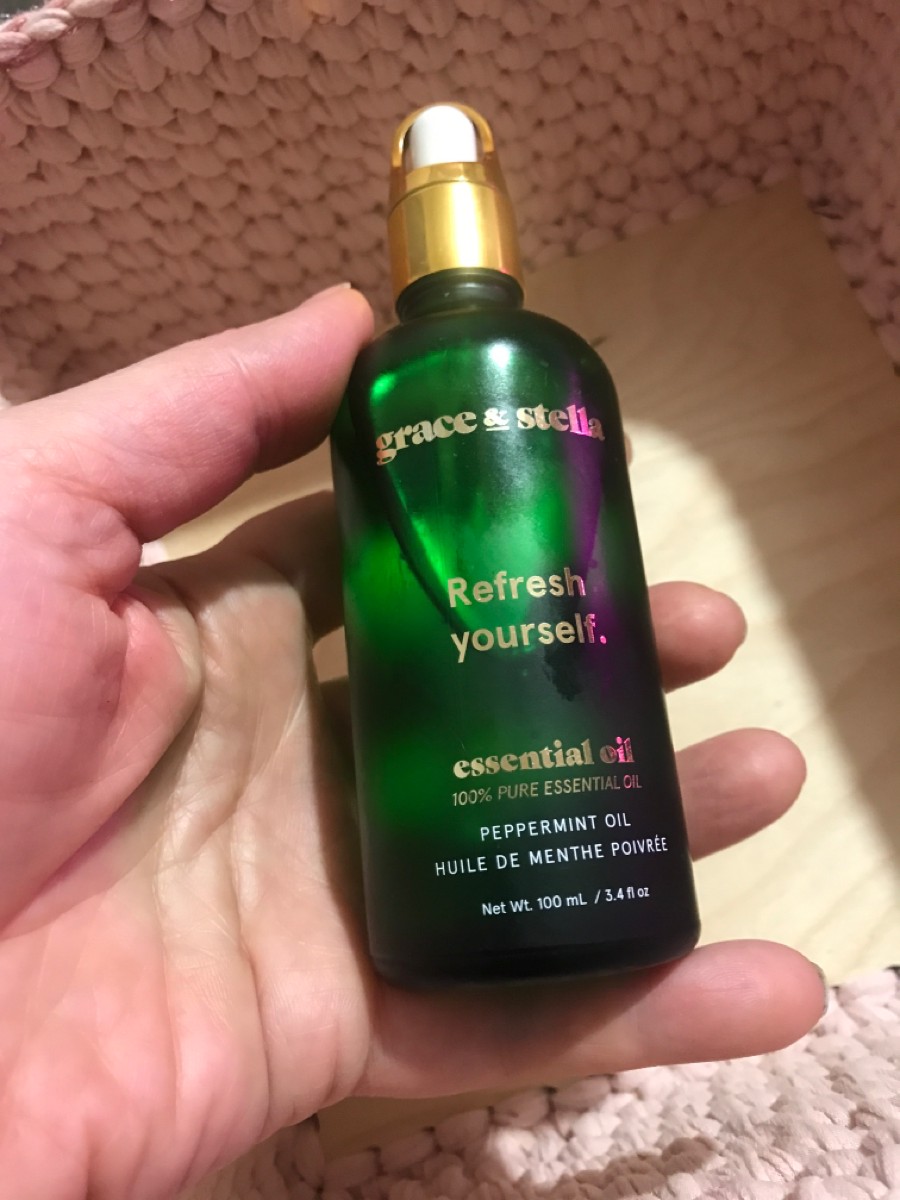 grace & stella
Refresh
yourself.
essential oil
100% PURE ESSENTIAL OIL
PEPPERMINT OIL
HUILE DE MENTHE POIVRÉE
Net Wt. 100 mL / 3.4 fl oz